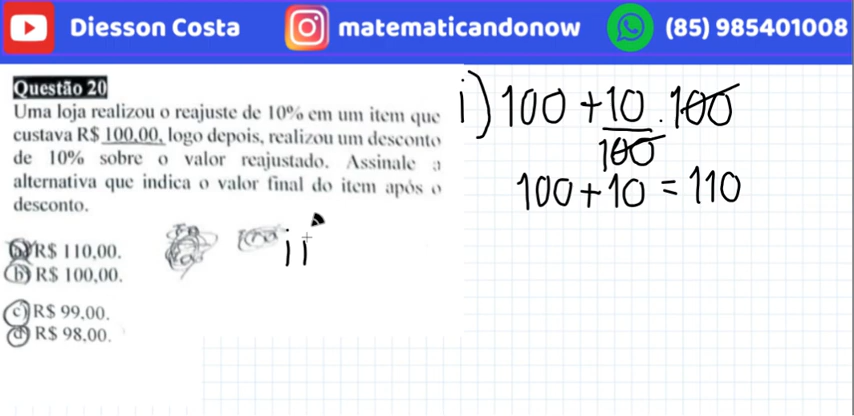 Diesson Costa matematicandonow (85) 985401008
Questão 20
Uma loja realizou o reajuste de 10% em um item que
custava R$ 100,00, logo depois, realizou um desconto
de 10% sobre o valor reajustado. Assinale a
alternativa que indica o valor final do item após o
desconto.
a) R$ 110,00.
b) R$ 100,00.
c) R$ 99,00.
d) R$ 98,00.
i) 100 + 10 . 100
100
100 + 10 = 110
ii